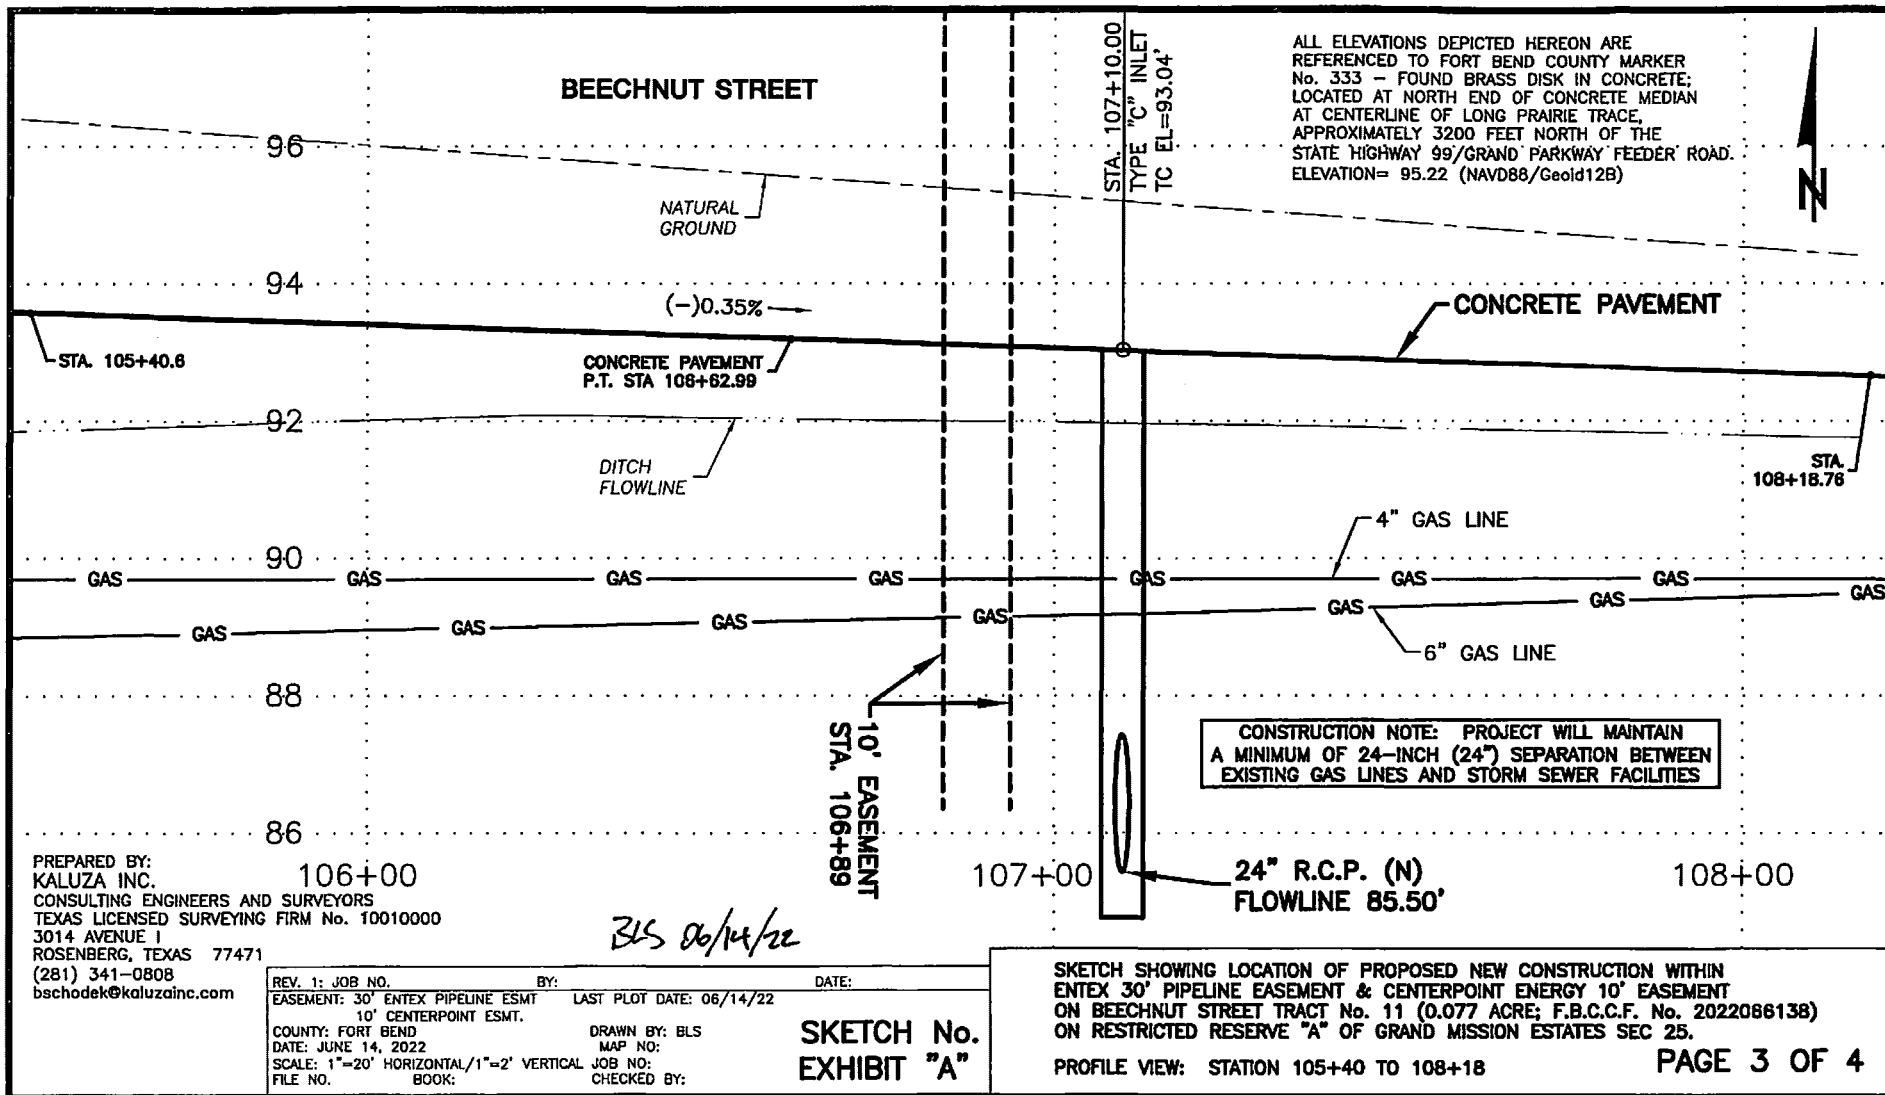 BEECHNUT STREET
STA. 107+10.00
TYPE "C" INLET
TC EL=93.04'
ALL ELEVATIONS DEPICTED HEREON ARE
REFERENCED TO FORT BEND COUNTY MARKER
No. 333 – FOUND BRASS DISK IN CONCRETE;
LOCATED AT NORTH END OF CONCRETE MEDIAN
AT CENTERLINE OF LONG PRAIRIE TRACE,
APPROXIMATELY 3200 FEET NORTH OF THE
STATE HIGHWAY 99/GRAND PARKWAY FEEDER ROAD.
ELEVATION= 95.22 (NAVD88/Geoid12B)
N
96
NATURAL
GROUND
94
(-)0.35%
CONCRETE PAVEMENT
STA. 105+40.6
CONCRETE PAVEMENT
P.T. STA 106+62.99
92
DITCH
FLOWLINE
STA.
108+18.76
4" GAS LINE
90
GAS GAS GAS GAS GAS GAS GAS GAS
GAS GAS GAS GAS GAS GAS
6" GAS LINE
88
10' EASEMENT
STA. 106+89
CONSTRUCTION NOTE: PROJECT WILL MAINTAIN
A MINIMUM OF 24-INCH (24") SEPARATION BETWEEN
EXISTING GAS LINES AND STORM SEWER FACILITIES
86
106+00
107+00
108+00
24" R.C.P. (N)
FLOWLINE 85.50'
PREPARED BY:
KALUZA INC.
CONSULTING ENGINEERS AND SURVEYORS
TEXAS LICENSED SURVEYING FIRM No. 10010000
3014 AVENUE I
ROSENBERG, TEXAS 77471
(281) 341-0808
bschodek@kaluzainc.com
BLS 06/14/22
REV. 1: JOB NO. BY: DATE:
EASEMENT: 30' ENTEX PIPELINE ESMT LAST PLOT DATE: 06/14/22
10' CENTERPOINT ESMT.
COUNTY: FORT BEND DRAWN BY: BLS
DATE: JUNE 14, 2022 MAP NO:
SCALE: 1"=20' HORIZONTAL/1"=2' VERTICAL JOB NO:
FILE NO. BOOK: CHECKED BY:
SKETCH No.
EXHIBIT "A"
SKETCH SHOWING LOCATION OF PROPOSED NEW CONSTRUCTION WITHIN
ENTEX 30' PIPELINE EASEMENT & CENTERPOINT ENERGY 10' EASEMENT
ON BEECHNUT STREET TRACT No. 11 (0.077 ACRE; F.B.C.C.F. No. 2022086138)
ON RESTRICTED RESERVE "A" OF GRAND MISSION ESTATES SEC 25.
PROFILE VIEW: STATION 105+40 TO 108+18
PAGE 3 OF 4